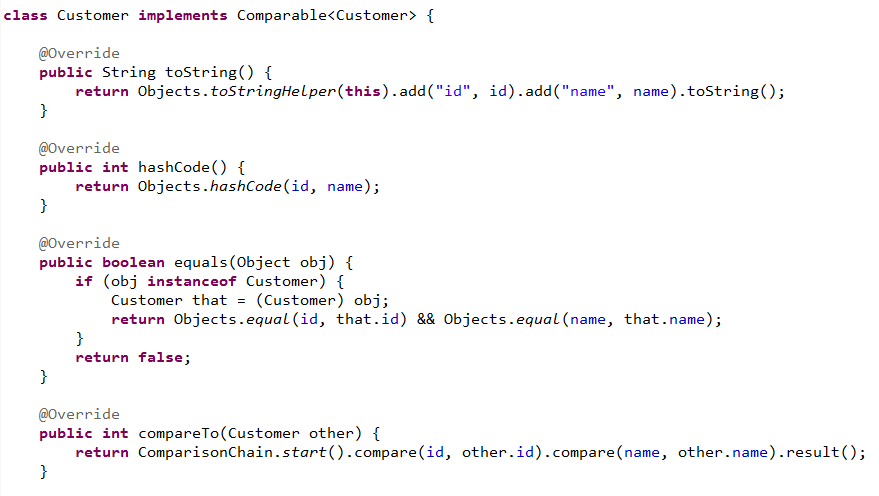 class Customer implements Comparable<Customer> {
@Override
public String toString() {
return Objects.toStringHelper(this).add("id", id).add("name", name).toString();
}
@Override
public int hashCode() {
return Objects.hashCode(id, name);
}
@Override
public boolean equals(Object obj) {
if (obj instanceof Customer) {
Customer that = (Customer) obj;
return Objects.equal(id, that.id) && Objects.equal(name, that.name);
}
return false;
}
@Override
public int compareTo(Customer other) {
return ComparisonChain.start().compare(id, other.id).compare(name, other.name).result();
}